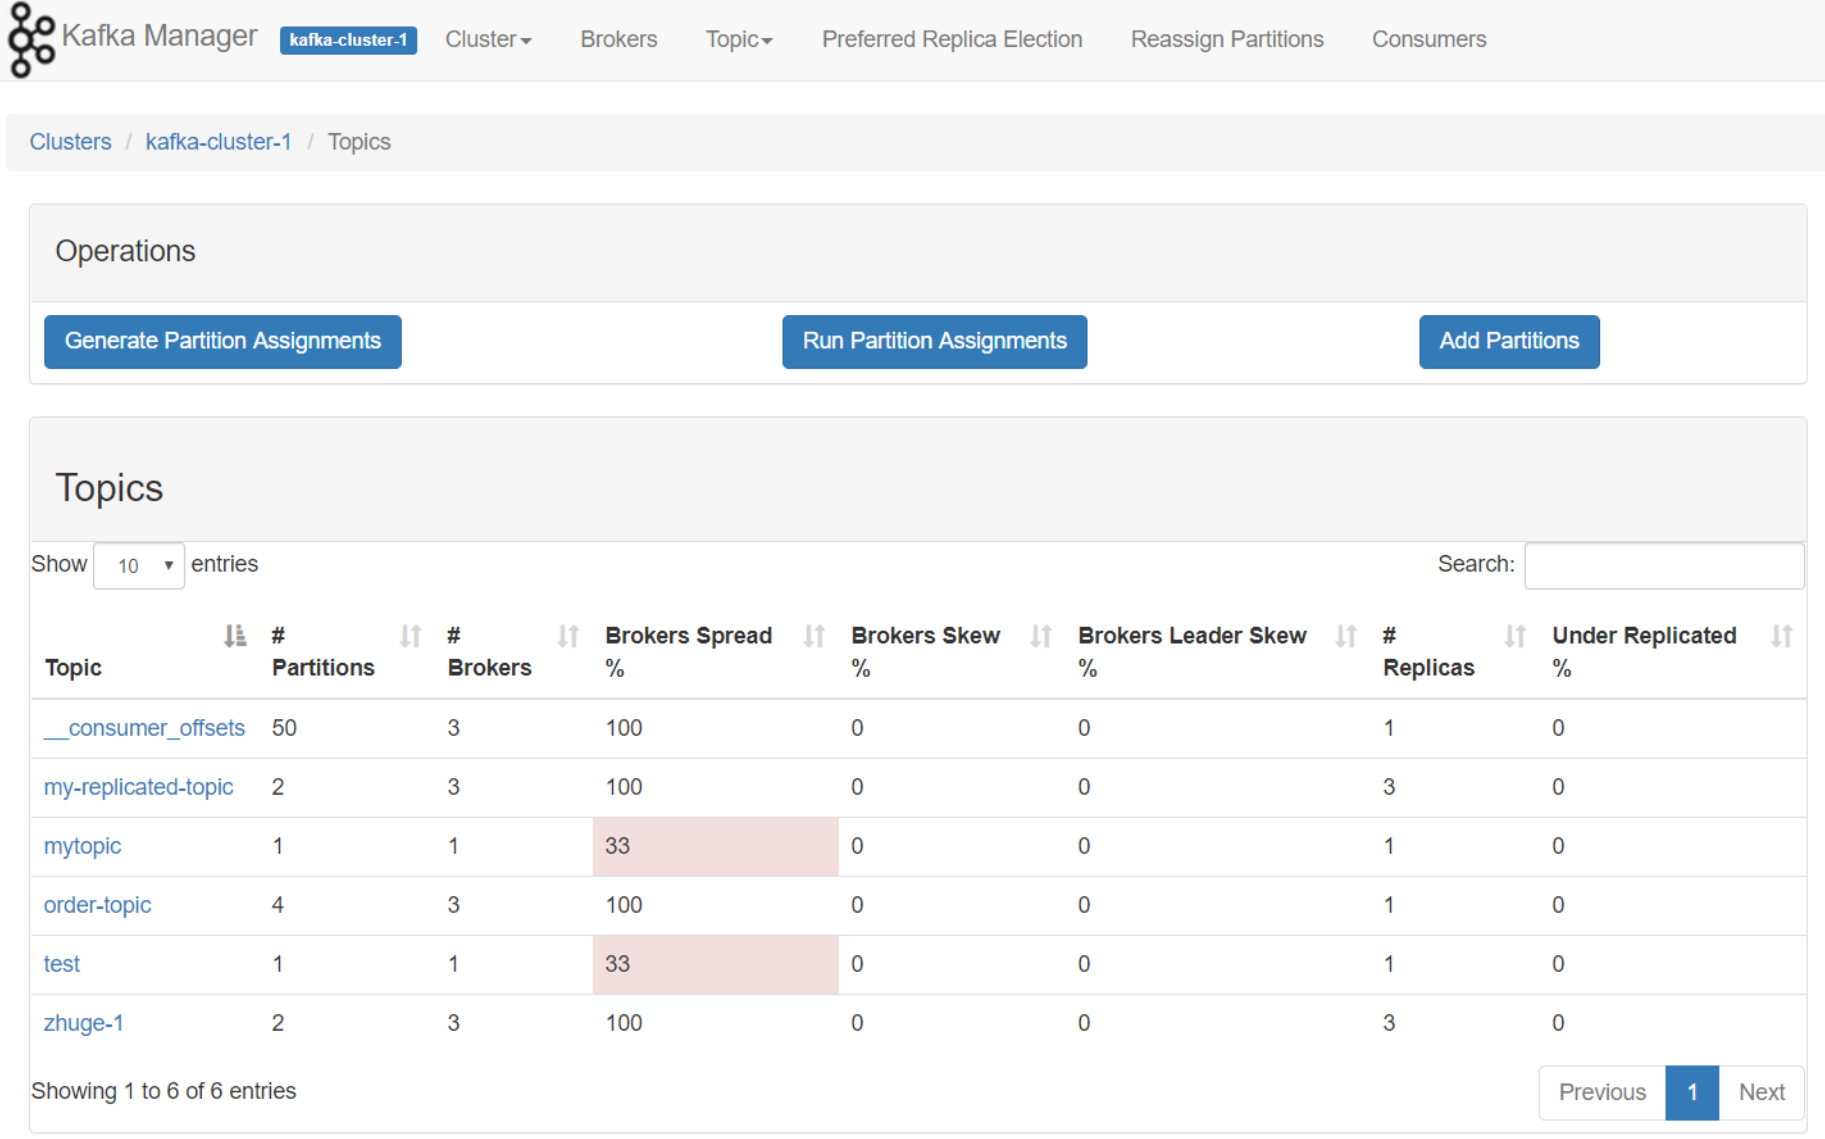 Kafka Manager kafka-cluster-1 Cluster Brokers Topic Preferred Replica Election Reassign Partitions Consumers
Clusters / kafka-cluster-1 / Topics
Operations
Generate Partition Assignments Run Partition Assignments Add Partitions
Topics
Show 10 entries Search:
Topic # Partitions # Brokers Brokers Spread % Brokers Skew % Brokers Leader Skew % # Replicas Under Replicated %
__consumer_offsets 50 3 100 0 0 1 0
my-replicated-topic 2 3 100 0 0 3 0
mytopic 1 1 33 0 0 1 0
order-topic 4 3 100 0 0 1 0
test 1 1 33 0 0 1 0
zhuge-1 2 3 100 0 0 3 0
Showing 1 to 6 of 6 entries Previous 1 Next